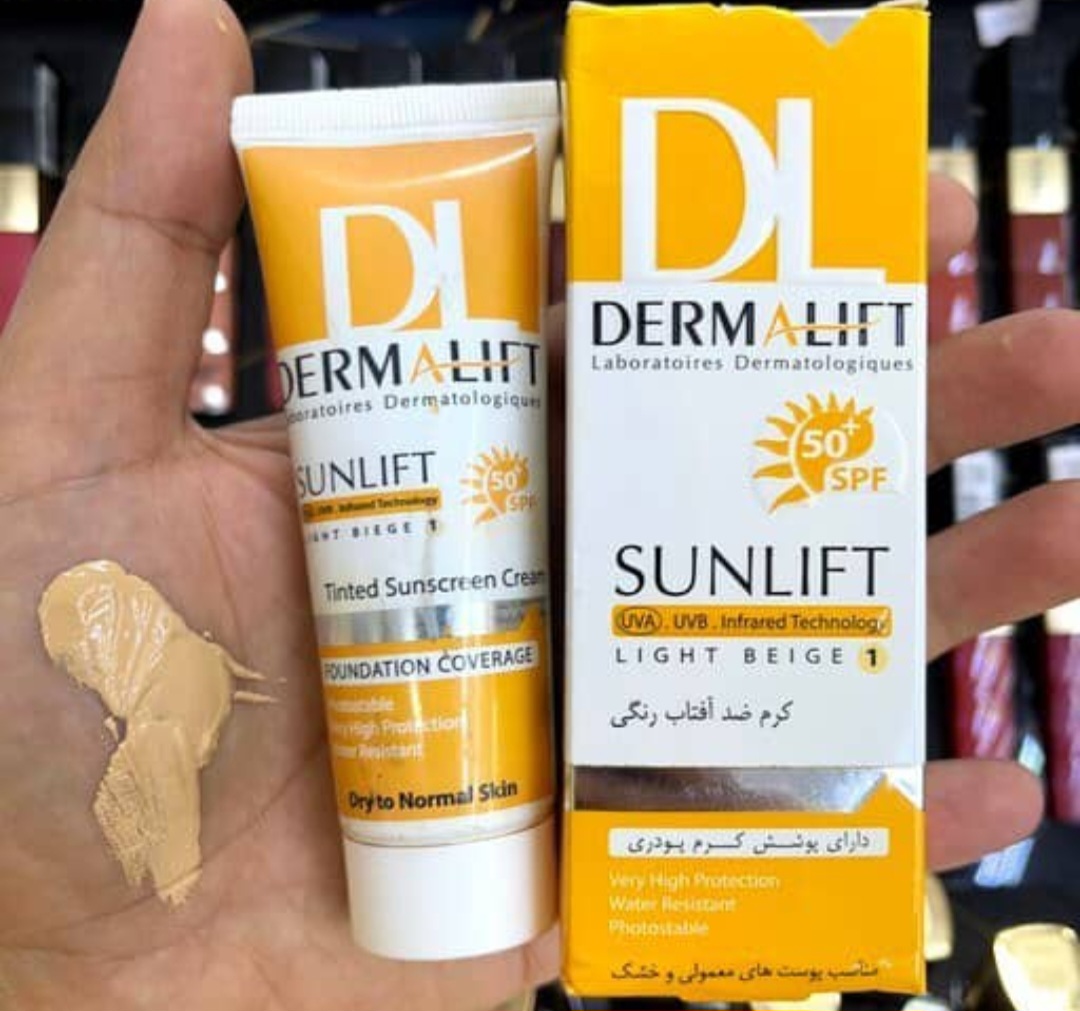 DL
DERMALIFT
Laboratoires Dermatologiques
SUNLIFT
50+
SPF
UVB . Infrared Technology
LIGHT BIEGE 1
Tinted Sunscreen Cream
FOUNDATION COVERAGE
Photostable
Very High Protection
Water Resistant
Dry to Normal Skin
DL
DERMALIFT
Laboratoires Dermatologiques
50+
SPF
SUNLIFT
UVA . UVB . Infrared Technology
LIGHT BEIGE 1
کرم ضد آفتاب رنگی
دارای پوشش کرم پودری
Very High Protection
Water Resistant
Photostable
مناسب پوست های معمولی و خشک